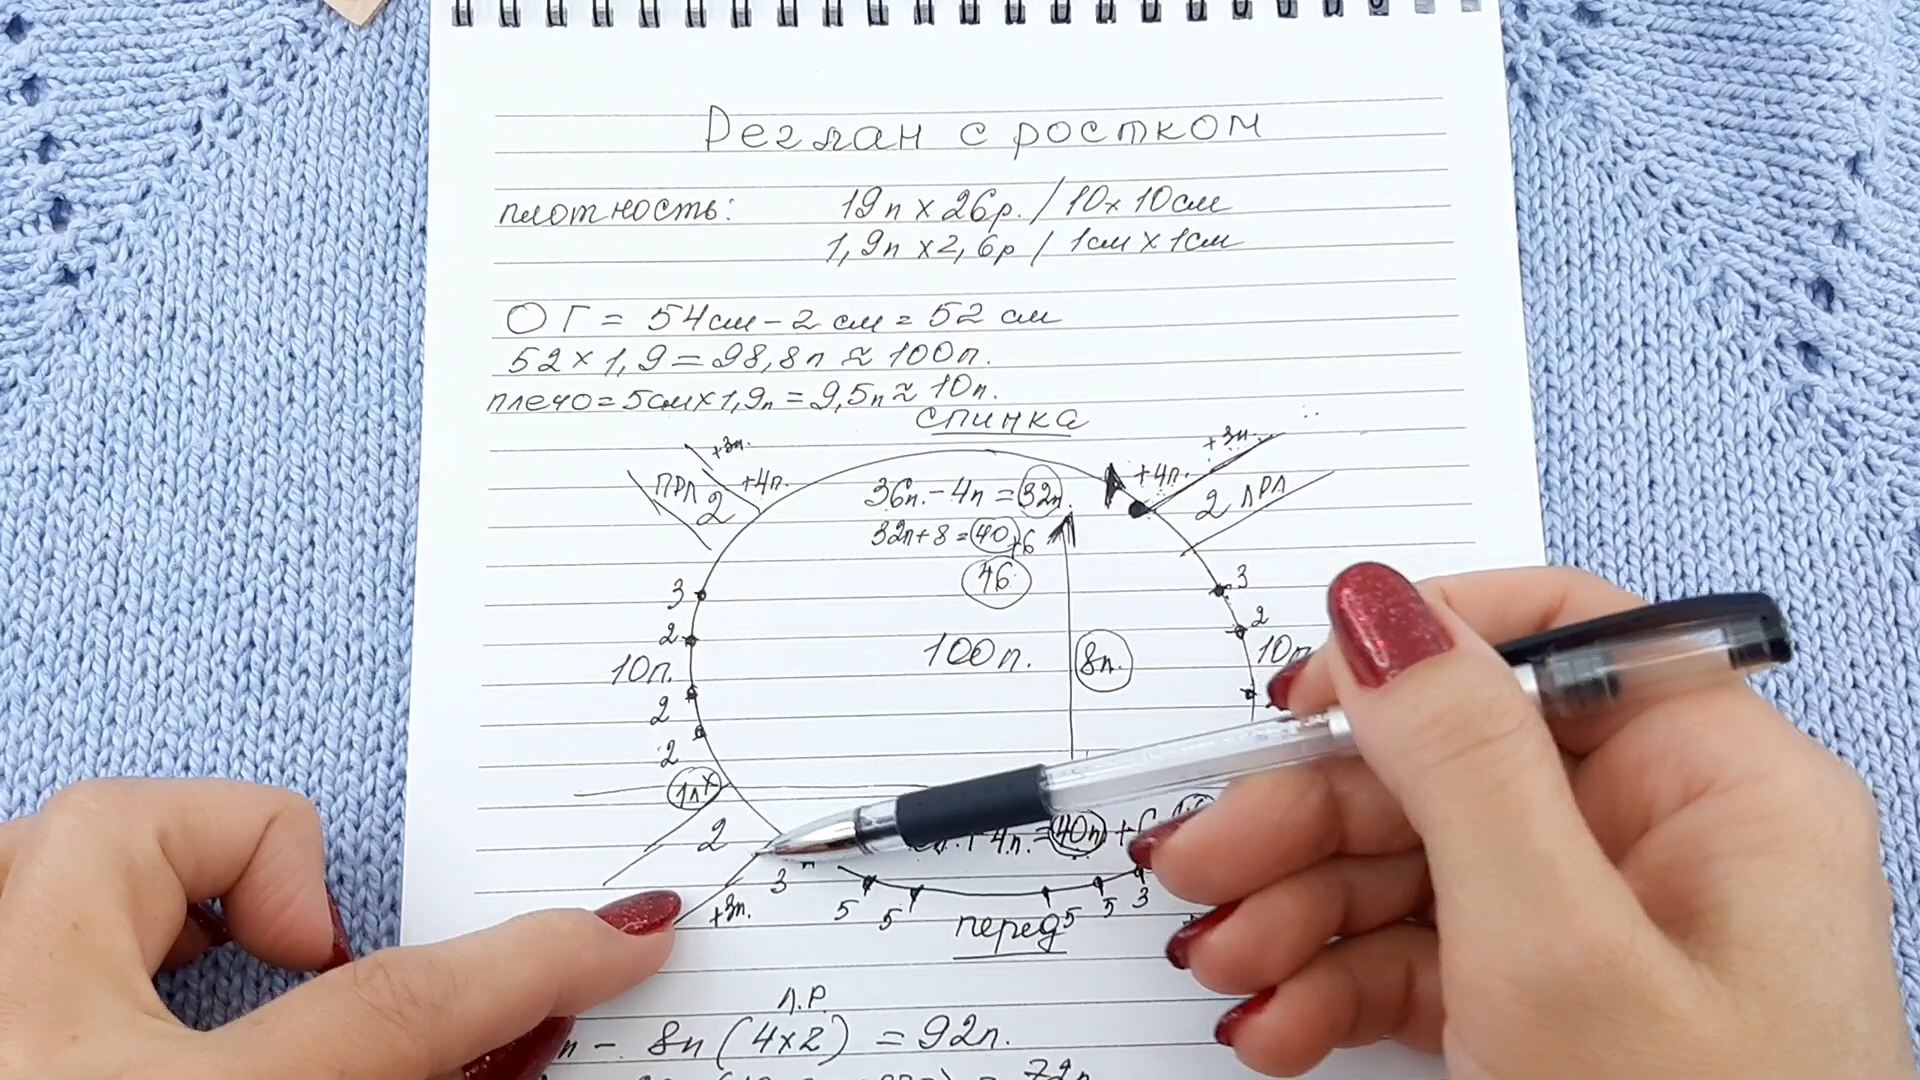 Реглан с ростком
плотность: 19п х 26р. / 10х10см
1,9п х 2,6р / 1см х 1см
ОГ = 54см - 2 см = 52 см
52 х 1,9 = 98,8п ≈ 100п.
плечо = 5см х 1,9п = 9,5п ≈ 10п.
спинка
+3п. +3п.
ПРЛ 2 +4п. 36п. - 4п = 32п. +4п. 2 ЛРЛ
32п + 8 = 40 +6
46
3 3
2 2
10п. 100п. 8п. 10п
2
2
1п х
2 + 4п. = 40п +
3 3
+3п. 5 5 5 5
перед
Л.Р.
п - 8п (4х2) = 92п.
= 72п